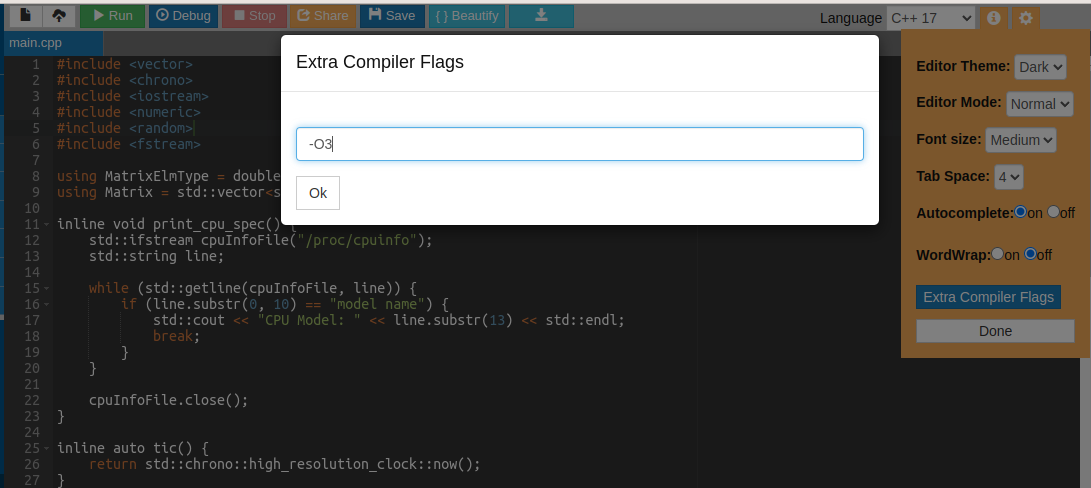 Run Debug Stop Share Save { } Beautify Language C++ 17
main.cpp
Extra Compiler Flags
-O3
Ok
1 #include <vector>
2 #include <chrono>
3 #include <iostream>
4 #include <numeric>
5 #include <random>
6 #include <fstream>
7
8 using MatrixElmType = double
9 using Matrix = std::vector<s
10
11 inline void print_cpu_spec() {
12 std::ifstream cpuInfoFile("/proc/cpuinfo");
13 std::string line;
14
15 while (std::getline(cpuInfoFile, line)) {
16 if (line.substr(0, 10) == "model name") {
17 std::cout << "CPU Model: " << line.substr(13) << std::endl;
18 break;
19 }
20 }
21
22 cpuInfoFile.close();
23 }
24
25 inline auto tic() {
26 return std::chrono::high_resolution_clock::now();
27 }
Editor Theme: Dark
Editor Mode: Normal
Font size: Medium
Tab Space: 4
Autocomplete: on off
WordWrap: on off
Extra Compiler Flags
Done